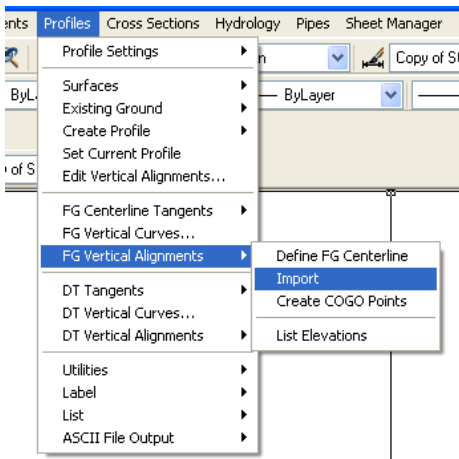 Profiles Cross Sections Hydrology Pipes Sheet Manager
Profile Settings
Copy of
Surfaces
ByLayer
Existing Ground
Create Profile
Set Current Profile
of S
Edit Vertical Alignments...
FG Centerline Tangents
FG Vertical Curves...
FG Vertical Alignments
Define FG Centerline
Import
DT Tangents
Create COGO Points
DT Vertical Curves...
DT Vertical Alignments
List Elevations
Utilities
Label
List
ASCII File Output